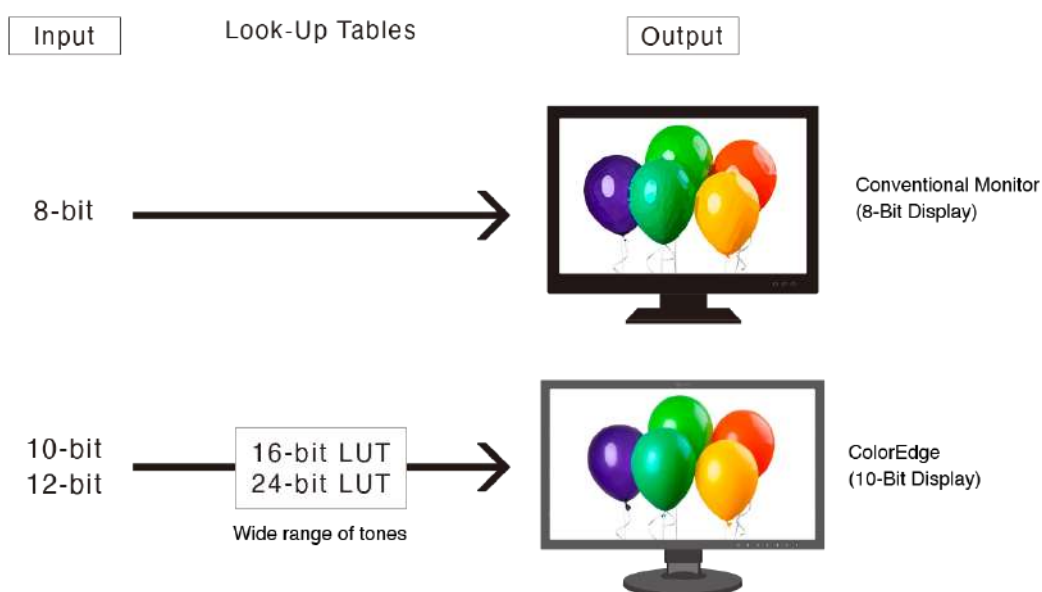 Input
Look-Up Tables
Output
8-bit
Conventional Monitor
(8-Bit Display)
10-bit
12-bit
16-bit LUT
24-bit LUT
Wide range of tones
ColorEdge
(10-Bit Display)